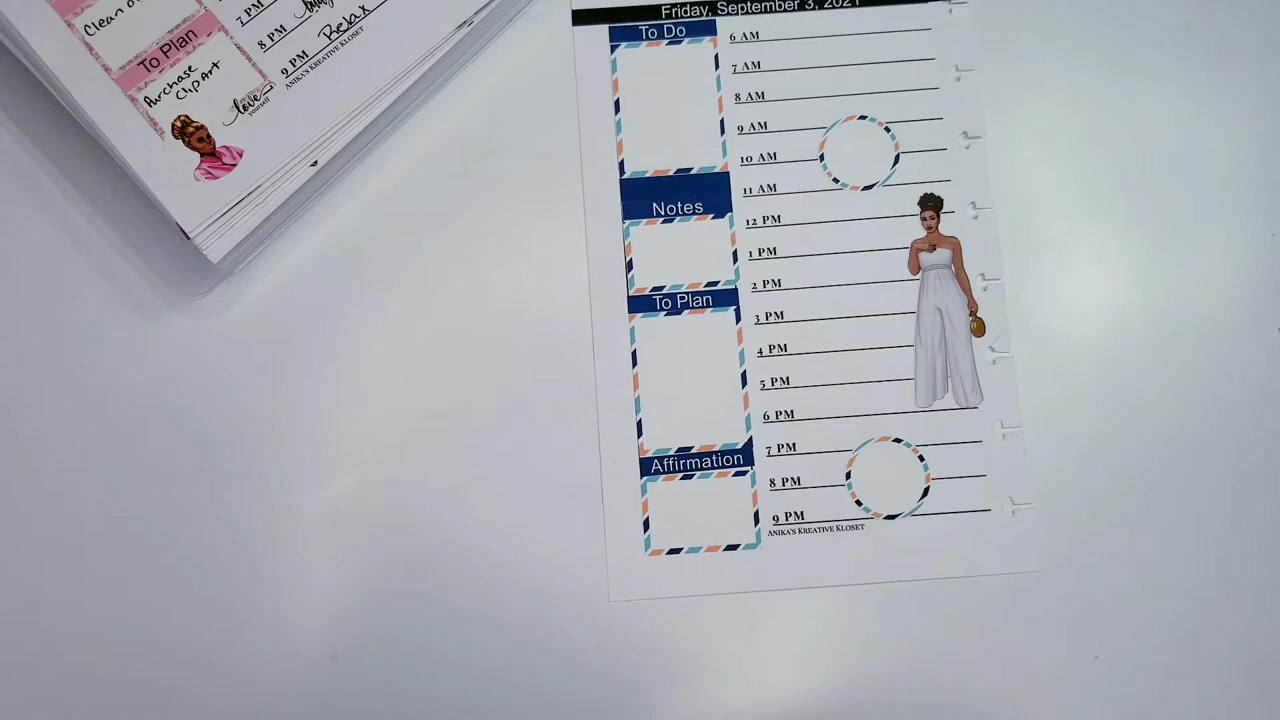 Clean o
To Plan
Purchase
Clip Art
love
yourself
7 PM
8 PM
9 PM Relax
ANIKA'S KREATIVE KLOSET
Friday, September 3, 2021
To Do
Notes
To Plan
Affirmation
6 AM
7 AM
8 AM
9 AM
10 AM
11 AM
12 PM
1 PM
2 PM
3 PM
4 PM
5 PM
6 PM
7 PM
8 PM
9 PM
ANIKA'S KREATIVE KLOSET